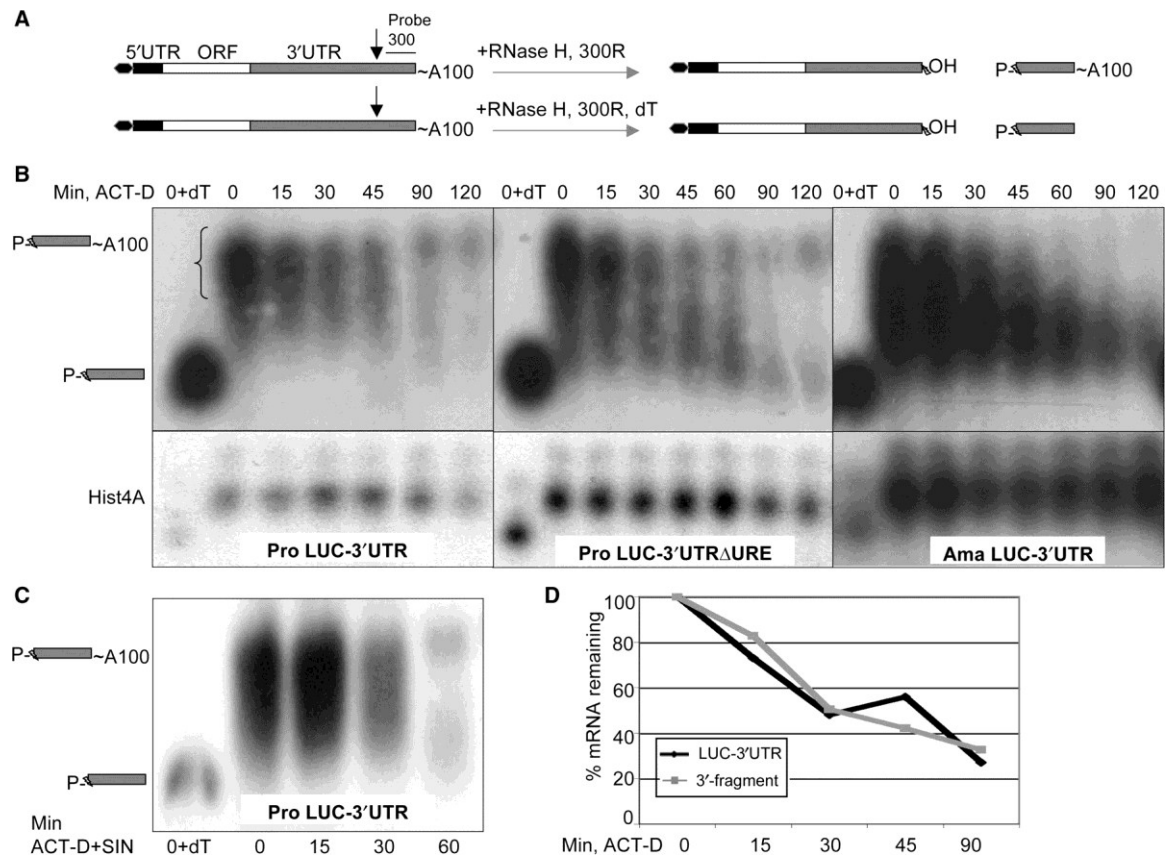 A
Probe
5′UTR ORF 3′UTR 300
~A100
+RNase H, 300R
OH
P-
~A100
~A100
+RNase H, 300R, dT
OH
P-
B
Min, ACT-D 0+dT 0 15 30 45 90 120
0+dT 0 15 30 45 60 90 120
0+dT 0 15 30 45 60 90 120
P- ~A100
P-
Hist4A
Pro LUC-3′UTR
Pro LUC-3′UTRΔURE
Ama LUC-3′UTR
C
P- ~A100
P-
Pro LUC-3′UTR
Min
ACT-D+SIN 0+dT 0 15 30 60
D
% mRNA remaining
100
80
60
40
20
0
LUC-3′UTR
3′-fragment
Min, ACT-D 0 15 30 45 90